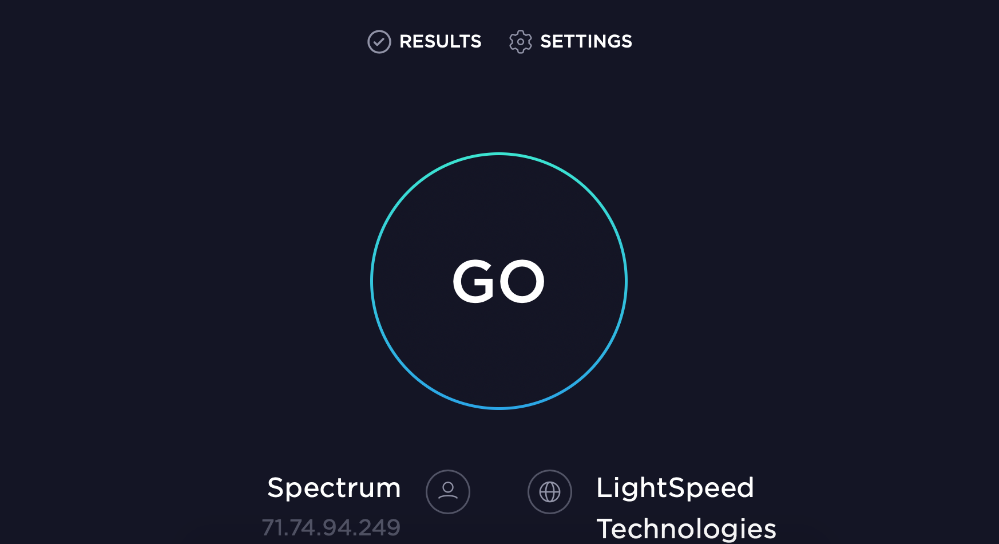 RESULTS SETTINGS
GO
Spectrum
71.74.94.249
LightSpeed
Technologies